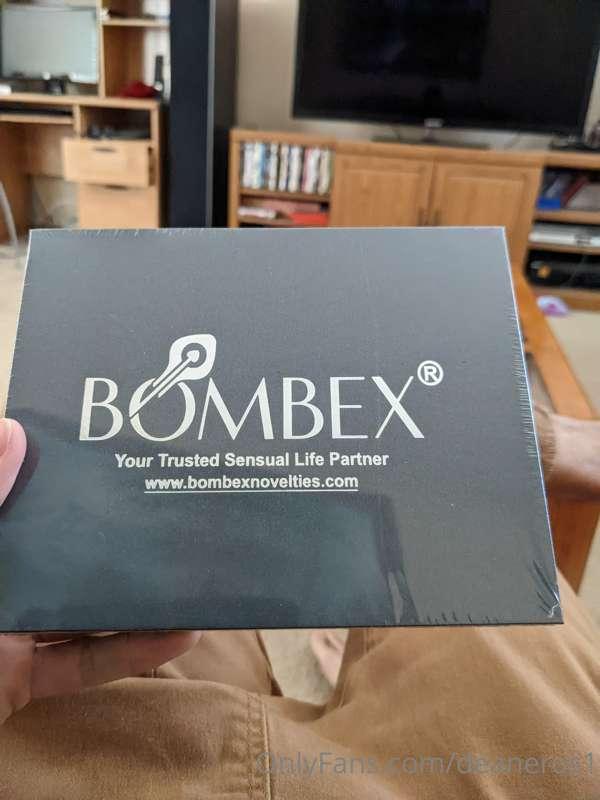 BOMBEX®
Your Trusted Sensual Life Partner
www.bombexnovelties.com
OnlyFans.com/deaneros1